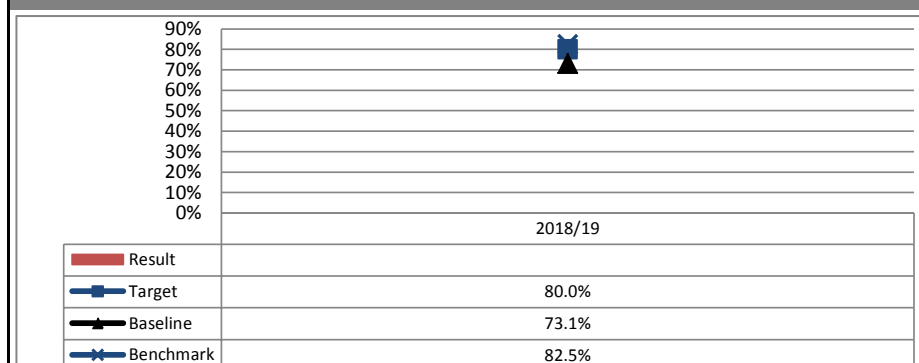 90%
80%
70%
60%
50%
40%
30%
20%
10%
0%
2018/19
Result
Target 80.0%
Baseline 73.1%
Benchmark 82.5%